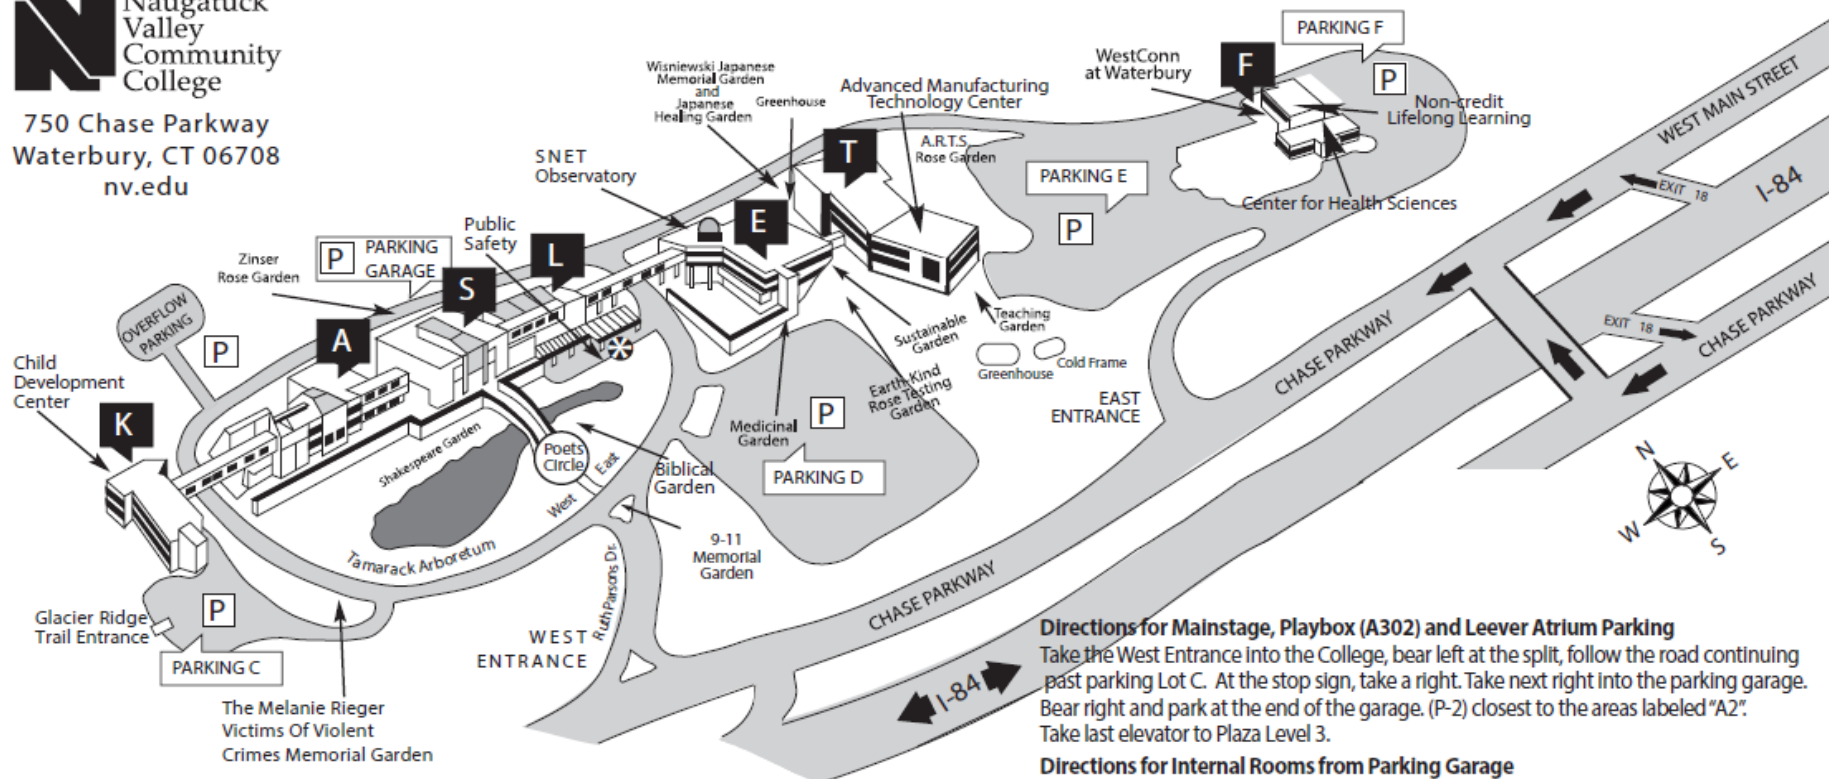 Naugatuck
Valley
Community
College
750 Chase Parkway
Waterbury, CT 06708
nv.edu
PARKING F
P
F
WestConn
at Waterbury
Non-credit
Lifelong Learning
Center for Health Sciences
WEST MAIN STREET
EXIT 18
I-84
Wisniewski Japanese
Memorial Garden
and
Japanese
Healing Garden
Greenhouse
Advanced Manufacturing
Technology Center
A.R.T.S.
Rose Garden
T
PARKING E
P
SNET
Observatory
E
Public
Safety
L
P PARKING
GARAGE
S
Zinser
Rose Garden
OVERFLOW
PARKING
P
A
Child
Development
Center
K
Sustainable
Garden
Teaching
Garden
Greenhouse
Cold Frame
Earth-Kind
Rose Testing
Garden
EAST
ENTRANCE
CHASE PARKWAY
EXIT 18
CHASE PARKWAY
Medicinal
Garden
P
PARKING D
Shakespeare Garden
Poets
Circle
East
West
Biblical
Garden
9-11
Memorial
Garden
Tamarack Arboretum
Ruth Parsons Dr.
WEST
ENTRANCE
Glacier Ridge
Trail Entrance
P
PARKING C
The Melanie Rieger
Victims Of Violent
Crimes Memorial Garden
CHASE PARKWAY
I-84
N
E
W
S
Directions for Mainstage, Playbox (A302) and Leever Atrium Parking
Take the West Entrance into the College, bear left at the split, follow the road continuing
past parking Lot C. At the stop sign, take a right. Take next right into the parking garage.
Bear right and park at the end of the garage. (P-2) closest to the areas labeled “A2”.
Take last elevator to Plaza Level 3.
Directions for Internal Rooms from Parking Garage